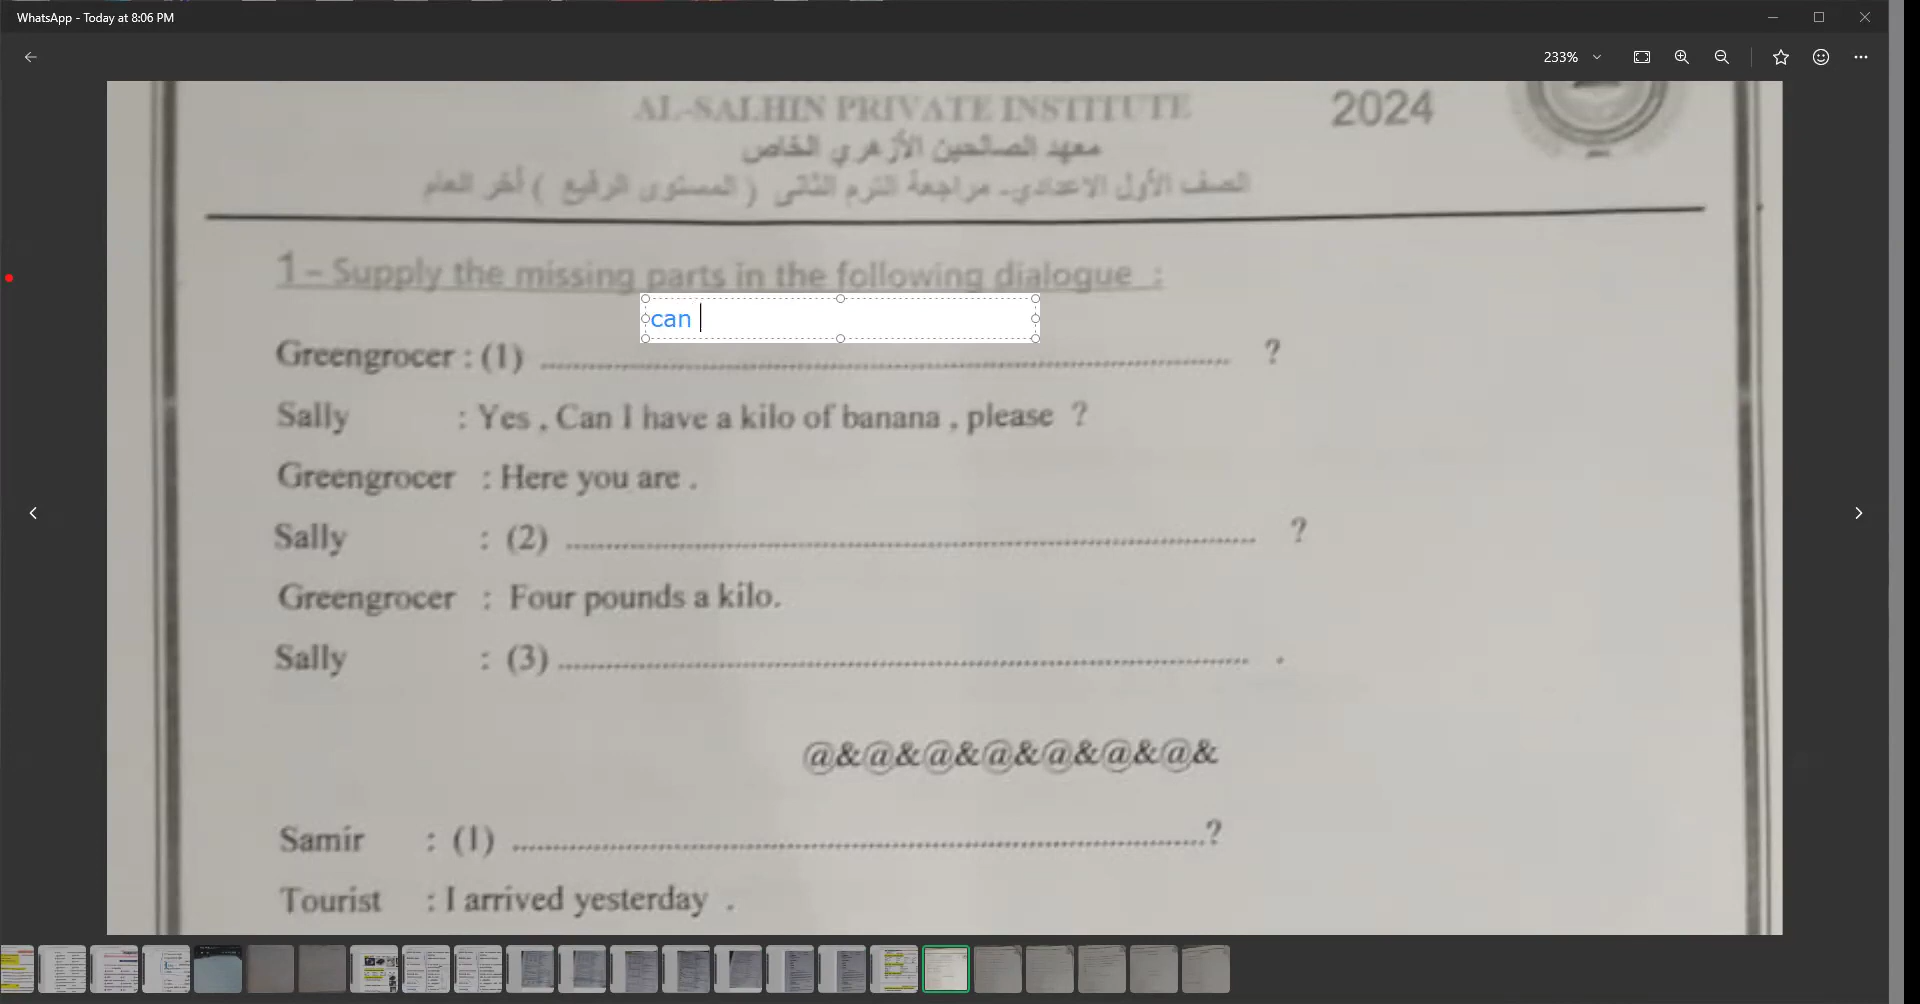 WhatsApp - Today at 8:06 PM
233%
AL-SALHIN PRIVATE INSTITUTE
2024
معهد الصالحين الأزهري الخاص
الصف الأول الاعدادي- مراجعة الترم الثاني ( المستوى الرفيع ) أخر العام
1 - Supply the missing parts in the following dialogue :
can
Greengrocer : (1) .................................................................. ?
Sally : Yes , Can I have a kilo of banana , please ?
Greengrocer : Here you are .
Sally : (2) .................................................................. ?
Greengrocer : Four pounds a kilo.
Sally : (3) .................................................................. .
@&@&@&@&@&@&@&
Samir : (1) ..................................................................?
Tourist : I arrived yesterday .